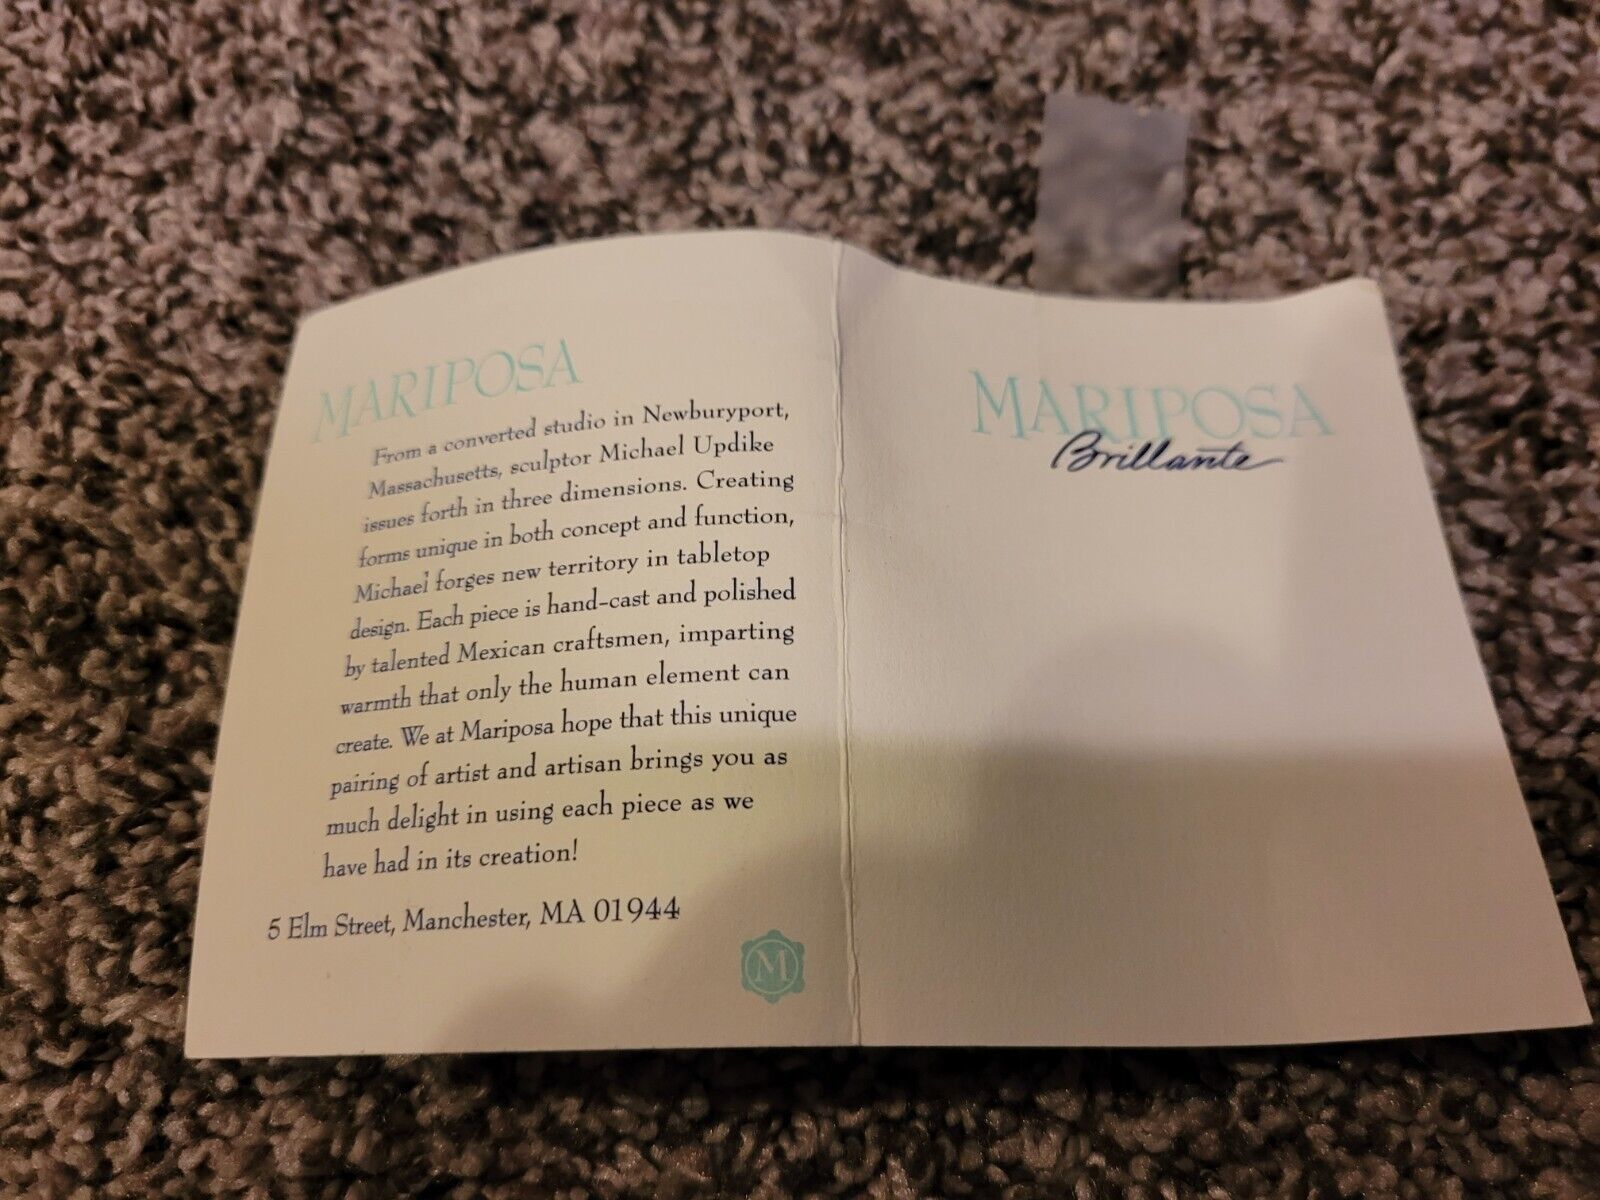 MARIPOSA
From a converted studio in Newburyport,
Massachusetts, sculptor Michael Updike
issues forth in three dimensions. Creating
forms unique in both concept and function,
Michael forges new territory in tabletop
design. Each piece is hand-cast and polished
by talented Mexican craftsmen, imparting
warmth that only the human element can
create. We at Mariposa hope that this unique
pairing of artist and artisan brings you as
much delight in using each piece as we
have had in its creation!
5 Elm Street, Manchester, MA 01944
M
MARIPOSA
Brillante